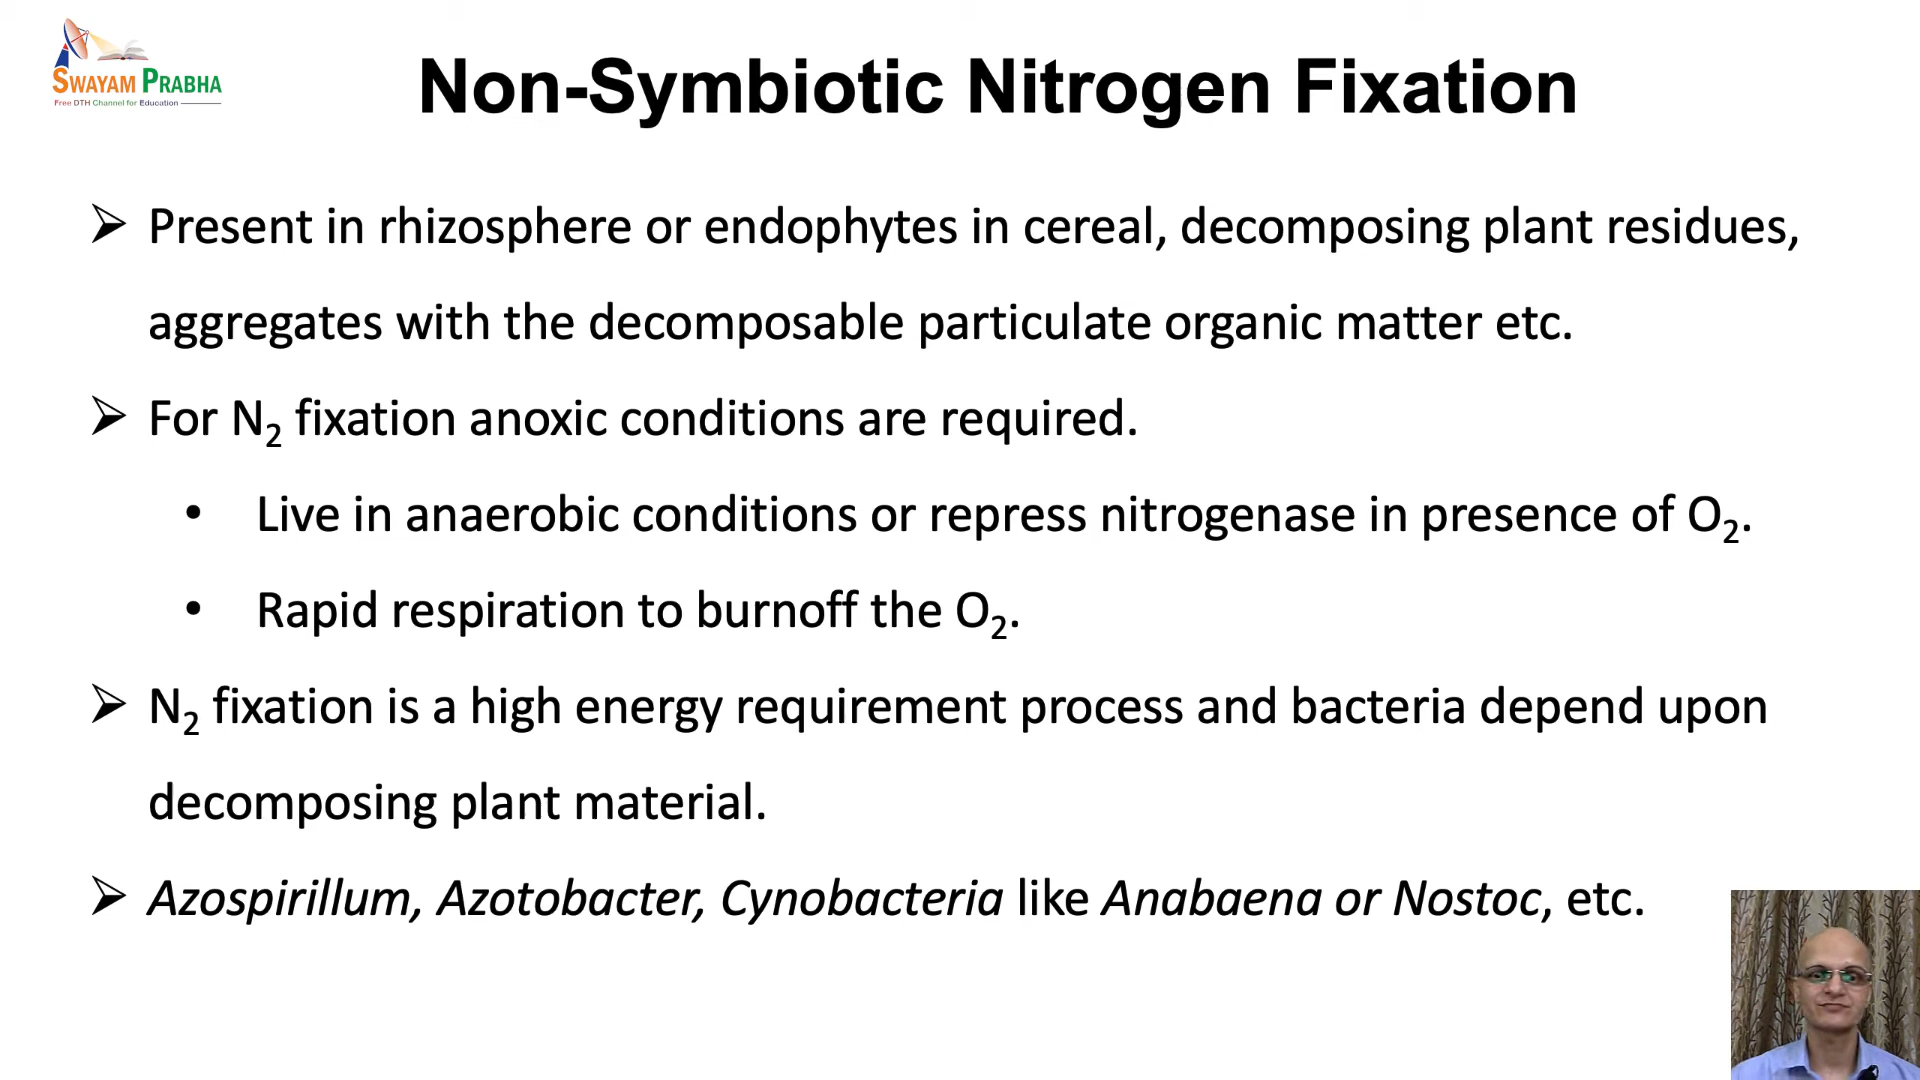 SWAYAM PRABHA
Free DTH Channel for Education
Non-Symbiotic Nitrogen Fixation
➢ Present in rhizosphere or endophytes in cereal, decomposing plant residues,
aggregates with the decomposable particulate organic matter etc.
➢ For N₂ fixation anoxic conditions are required.
• Live in anaerobic conditions or repress nitrogenase in presence of O₂.
• Rapid respiration to burnoff the O₂.
➢ N₂ fixation is a high energy requirement process and bacteria depend upon
decomposing plant material.
➢ Azospirillum, Azotobacter, Cynobacteria like Anabaena or Nostoc, etc.